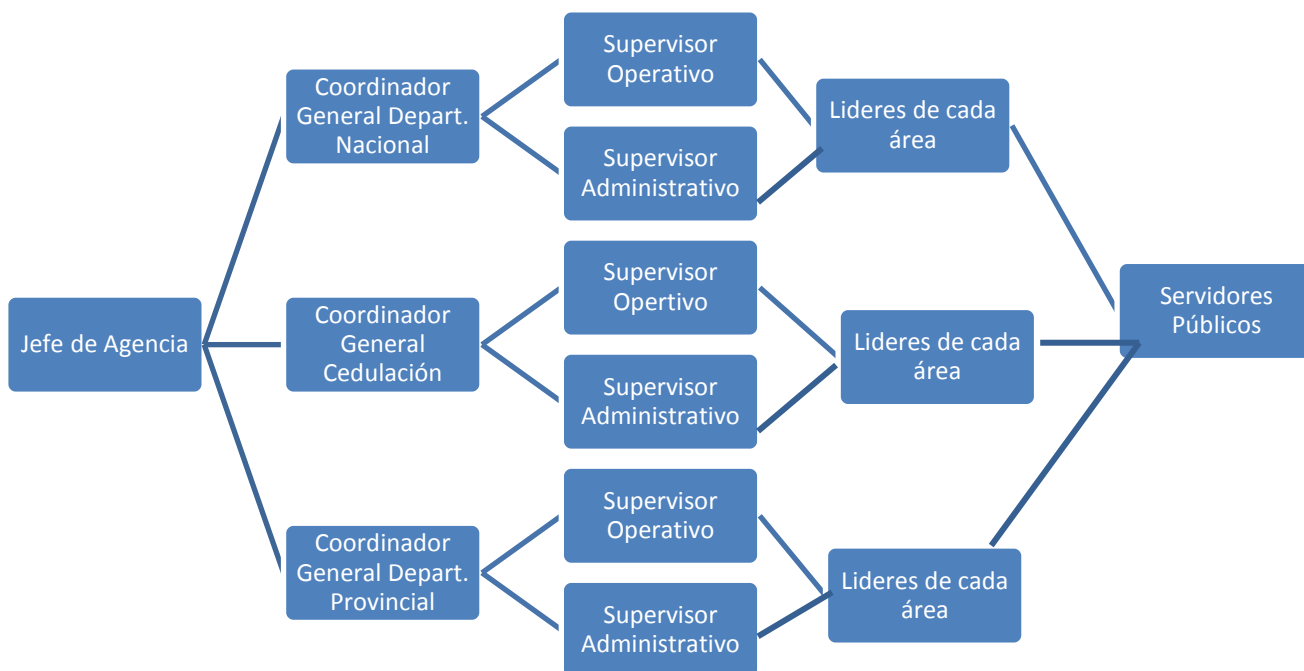 Jefe de Agencia
Coordinador
General Depart.
Nacional
Supervisor
Operativo
Supervisor
Administrativo
Lideres de cada
área
Coordinador
General
Cedulación
Supervisor
Opertivo
Supervisor
Administrativo
Lideres de cada
área
Coordinador
General Depart.
Provincial
Supervisor
Operativo
Supervisor
Administrativo
Lideres de cada
área
Servidores
Públicos